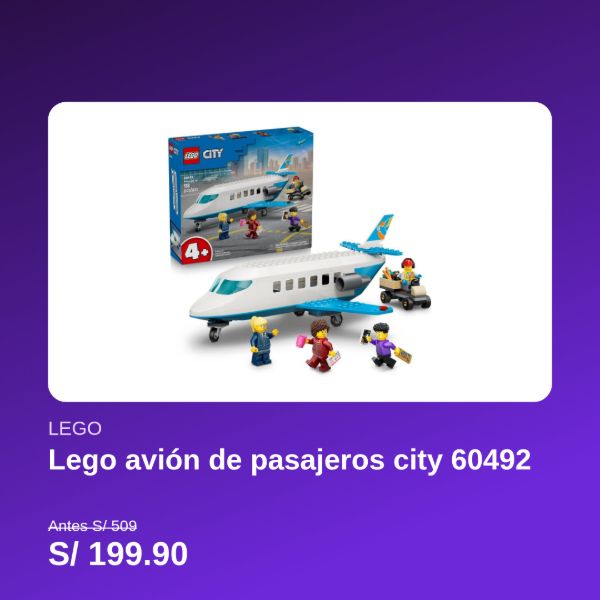 LEGO CITY
4+
LEGO
Lego avión de pasajeros city 60492
Antes S/ 509
S/ 199.90